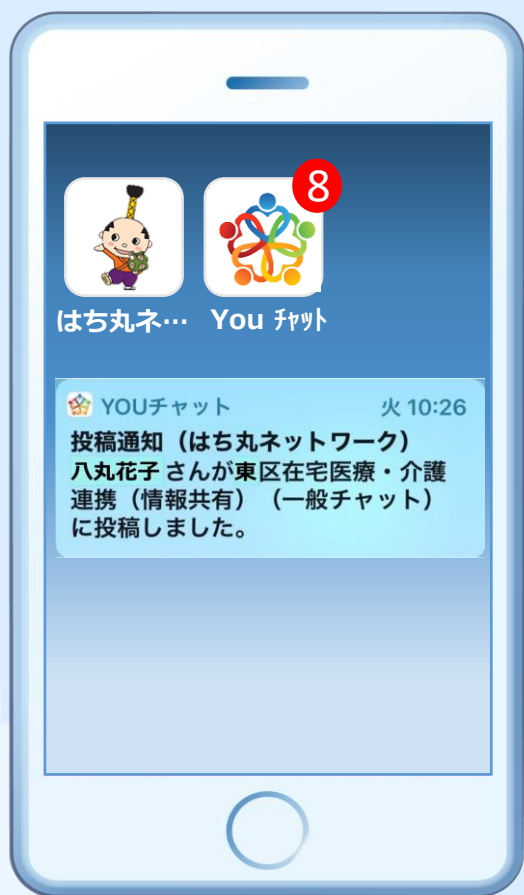 8
はち丸ネ… You ﾁｬｯﾄ
YOUチャット 火 10:26
投稿通知（はち丸ネットワーク）
八丸花子 さんが東区在宅医療・介護
連携（情報共有）（一般チャット）
に投稿しました。